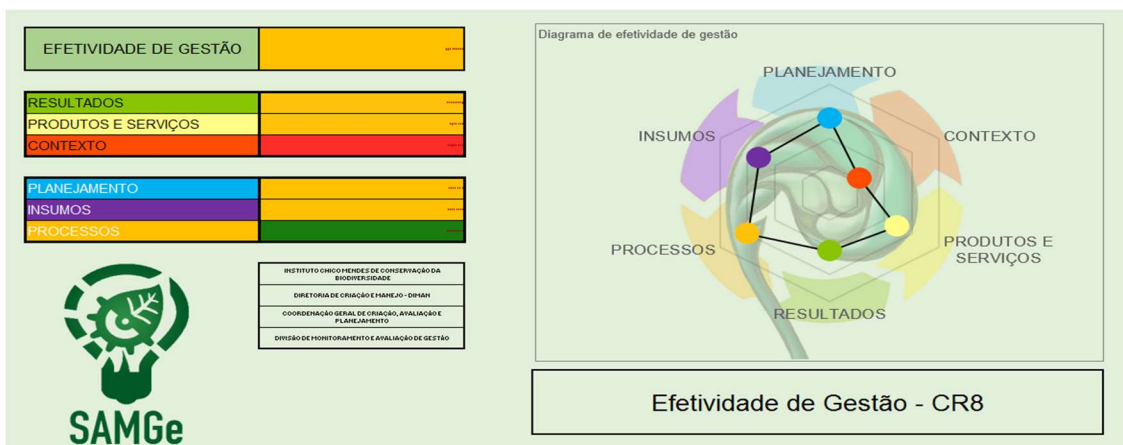 EFETIVIDADE DE GESTÃO
RESULTADOS
PRODUTOS E SERVIÇOS
CONTEXTO
PLANEJAMENTO
INSUMOS
PROCESSOS
INSTITUTO CHICO MENDES DE CONSERVAÇÃO DA
BIODIVERSIDADE
DIRETORIA DE CRIAÇÃO E MANEJO - DIMAN
COORDENAÇÃO GERAL DE CRIAÇÃO, AVALIAÇÃO E
PLANEJAMENTO
DIVISÃO DE MONITORAMENTO E AVALIAÇÃO DE GESTÃO
SAMGe
Diagrama de efetividade de gestão
PLANEJAMENTO
INSUMOS
CONTEXTO
PROCESSOS
PRODUTOS E
SERVIÇOS
RESULTADOS
Efetividade de Gestão - CR8